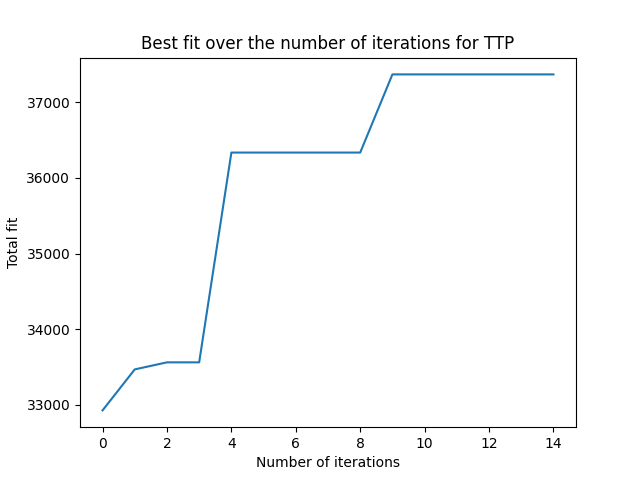 Best fit over the number of iterations for TTP
Total fit
37000
36000
35000
34000
33000
0 2 4 6 8 10 12 14
Number of iterations